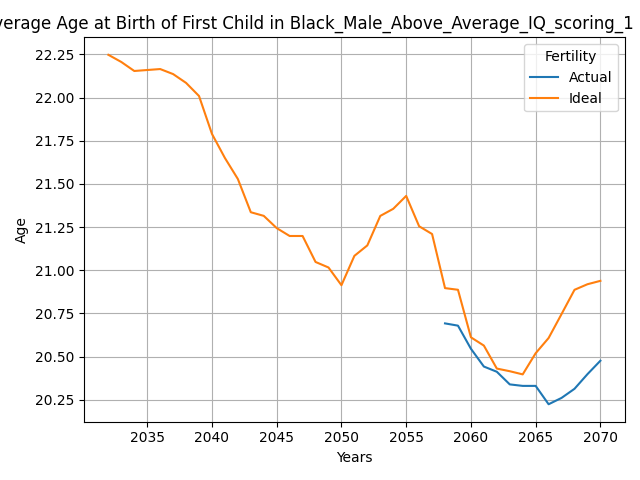 verage Age at Birth of First Child in Black_Male_Above_Average_IQ_scoring_1
Fertility
Actual
Ideal
22.25
22.00
21.75
21.50
21.25
21.00
20.75
20.50
20.25
Age
2035
2040
2045
2050
2055
2060
2065
2070
Years